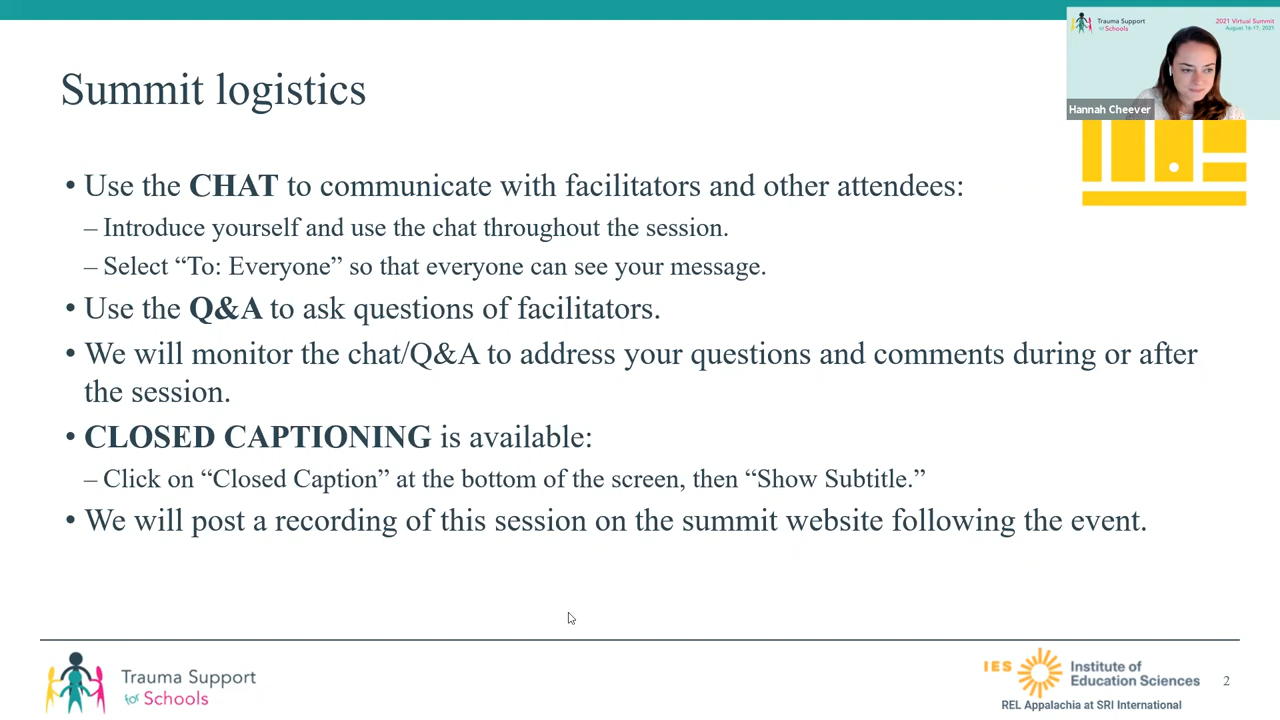 Trauma Support
for Schools
2021 Virtual Summit
August 16-17, 2021
Hannah Cheever
Summit logistics
• Use the CHAT to communicate with facilitators and other attendees:
– Introduce yourself and use the chat throughout the session.
– Select “To: Everyone” so that everyone can see your message.
• Use the Q&A to ask questions of facilitators.
• We will monitor the chat/Q&A to address your questions and comments during or after
the session.
• CLOSED CAPTIONING is available:
– Click on “Closed Caption” at the bottom of the screen, then “Show Subtitle.”
• We will post a recording of this session on the summit website following the event.
Trauma Support
for Schools
IES Institute of
Education Sciences
REL Appalachia at SRI International
2